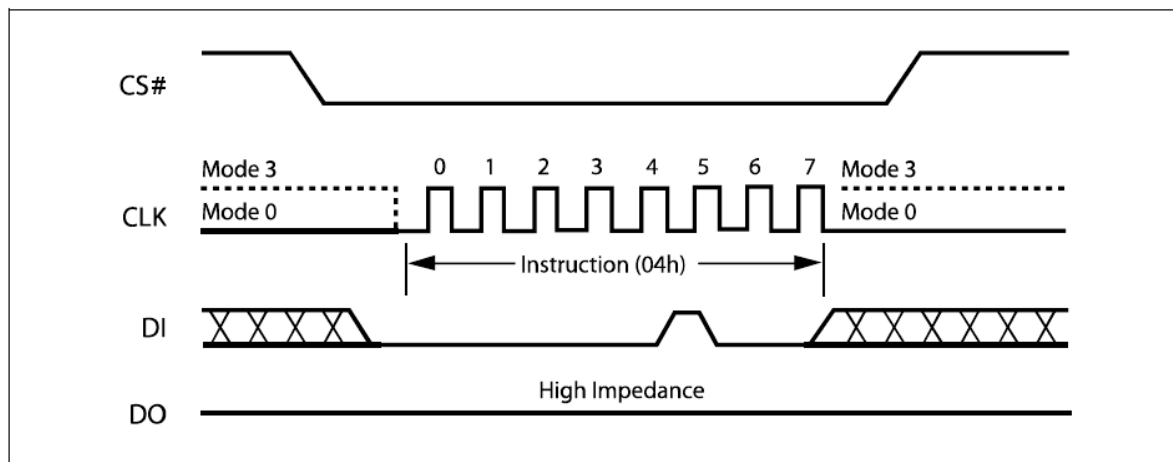 CS#
Mode 3
0 1 2 3 4 5 6 7
Mode 3
CLK
Mode 0
Mode 0
Instruction (04h)
DI
High Impedance
DO